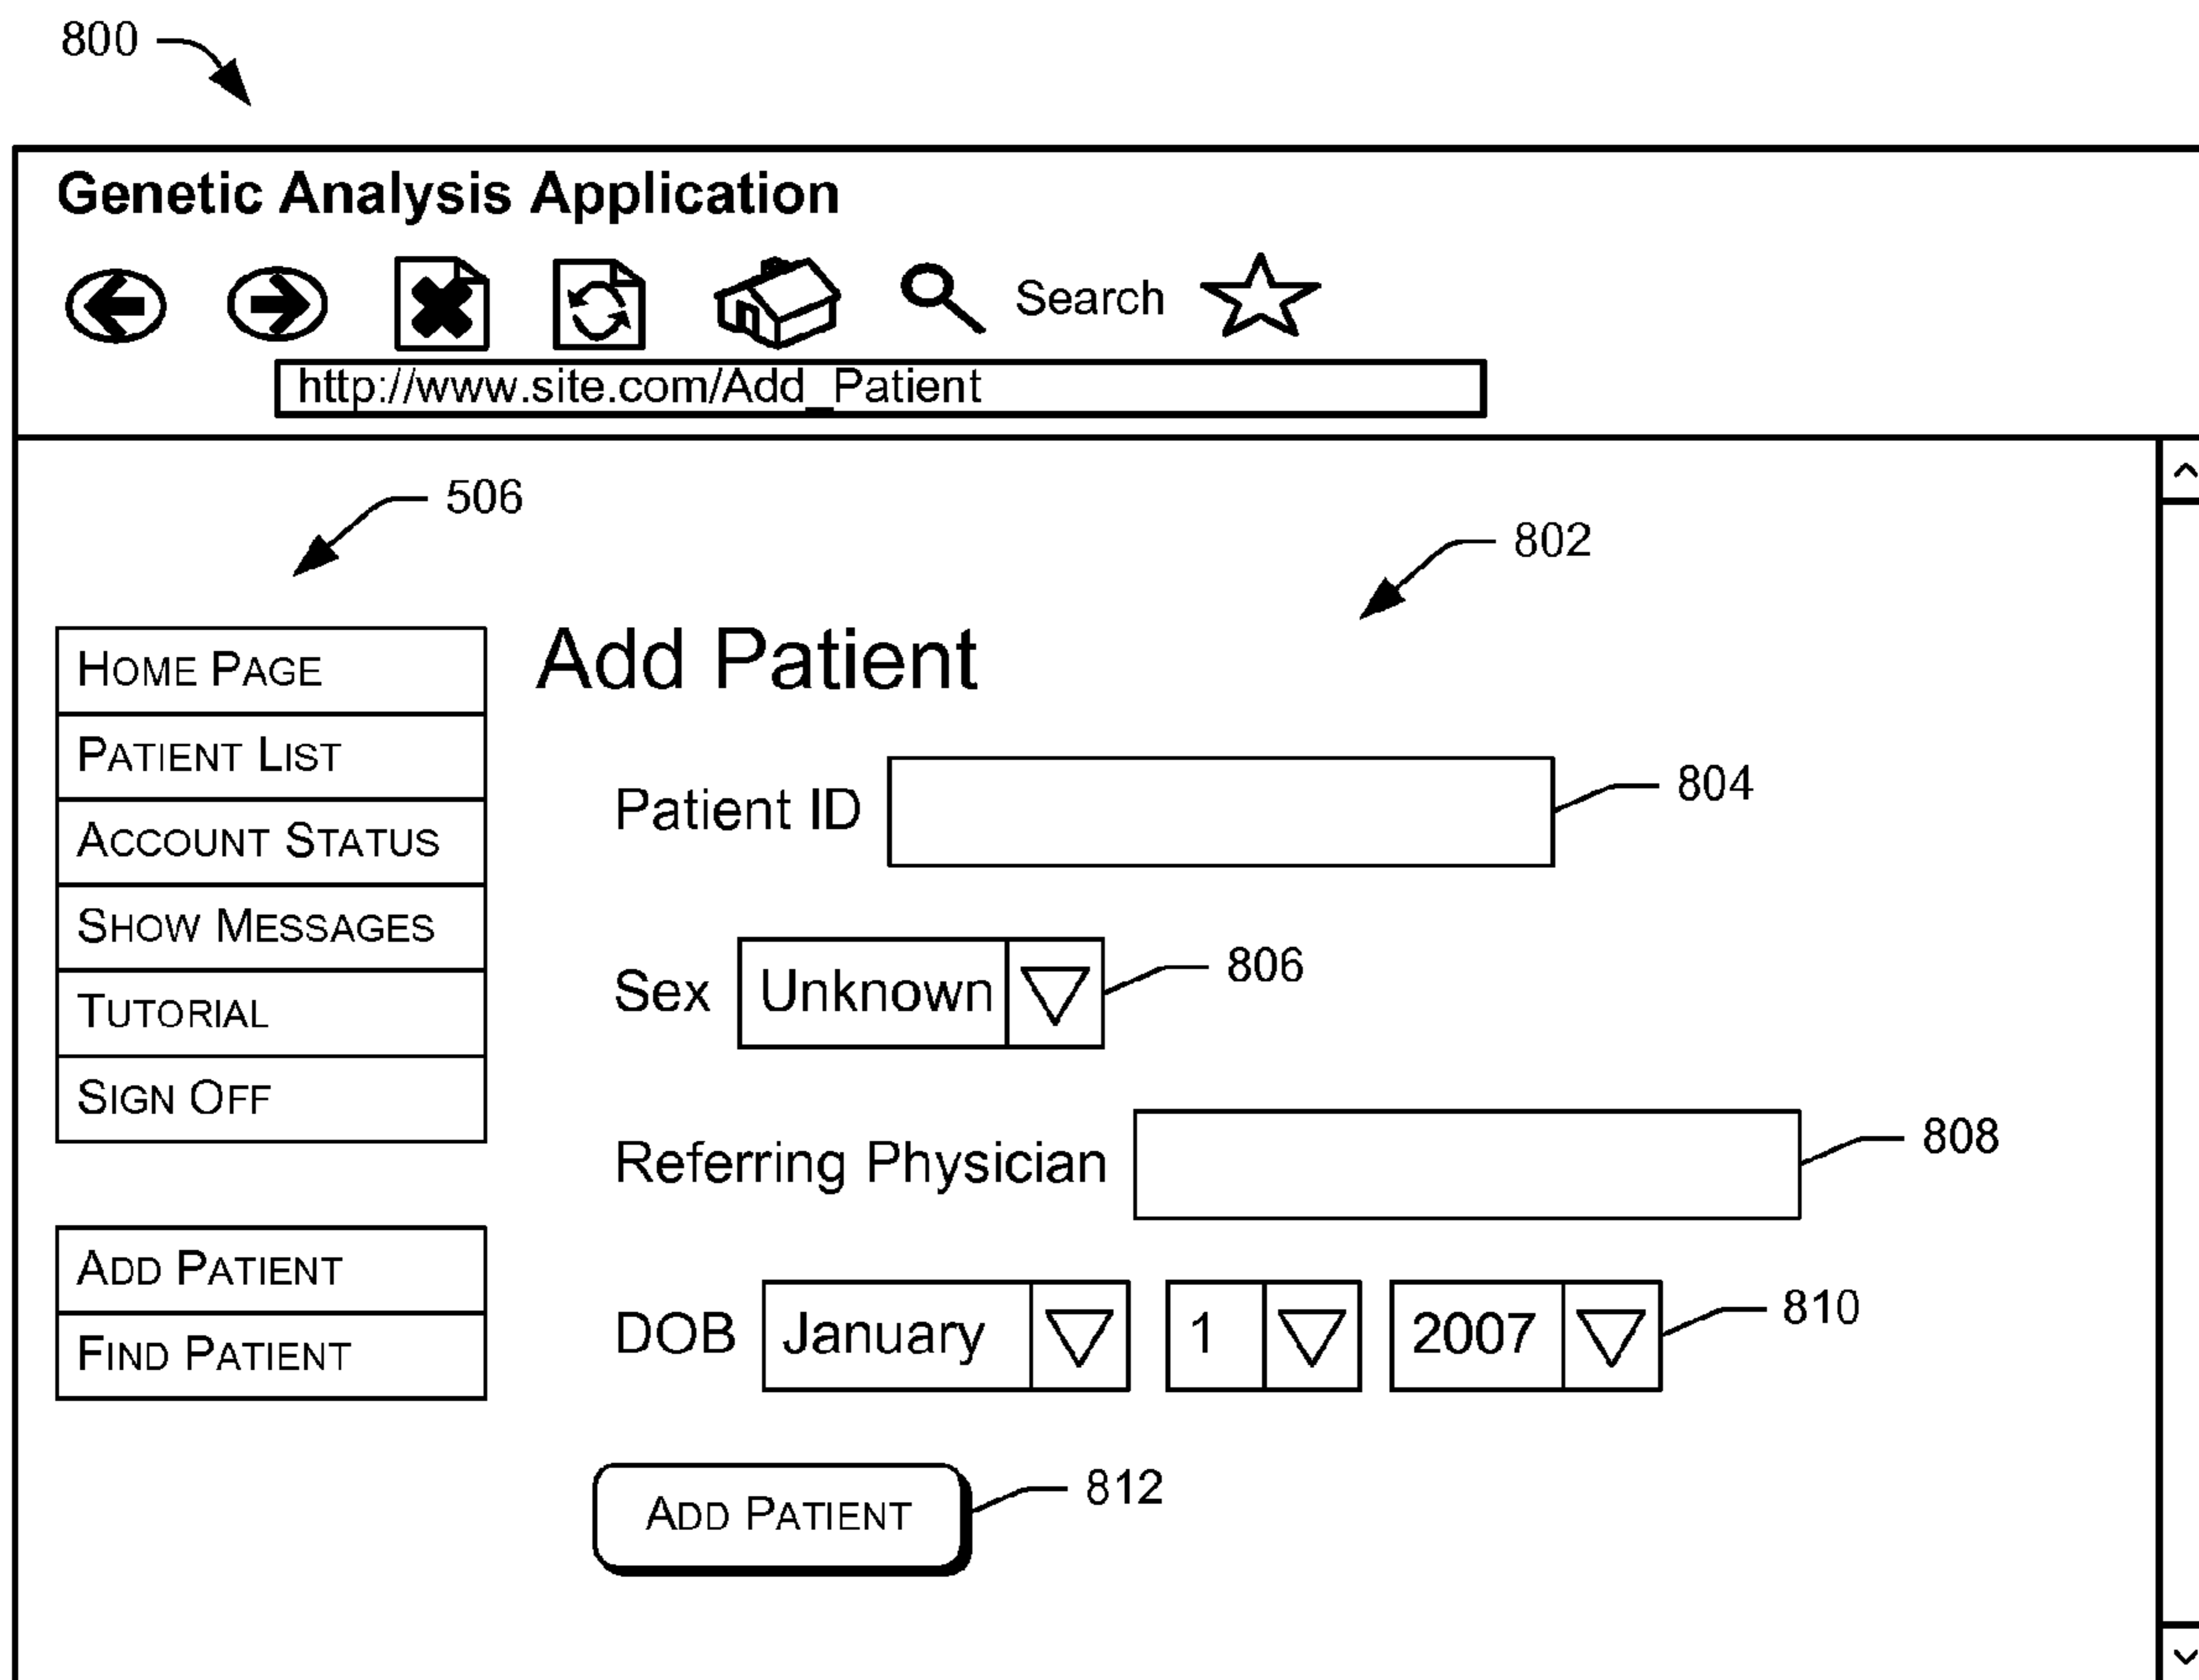 800
Genetic Analysis Application
Search
http://www.site.com/Add_Patient
506
802
HOME PAGE
PATIENT LIST
ACCOUNT STATUS
SHOW MESSAGES
TUTORIAL
SIGN OFF
ADD PATIENT
FIND PATIENT
Add Patient
Patient ID
804
Sex Unknown
806
Referring Physician
808
DOB January 1 2007
810
ADD PATIENT
812